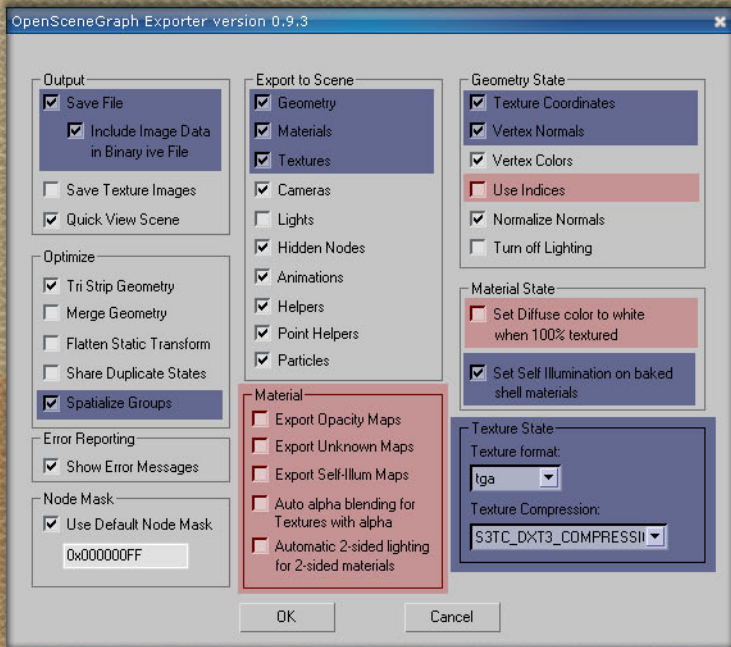 OpenSceneGraph Exporter version 0.9.3
Output
Save File
Include Image Data
in Binary ive File
Save Texture Images
Quick View Scene
Optimize
Tri Strip Geometry
Merge Geometry
Flatten Static Transform
Share Duplicate States
Spatialize Groups
Error Reporting
Show Error Messages
Node Mask
Use Default Node Mask
0x000000FF
Export to Scene
Geometry
Materials
Textures
Cameras
Lights
Hidden Nodes
Animations
Helpers
Point Helpers
Particles
Material
Export Opacity Maps
Export Unknown Maps
Export Self-Illum Maps
Auto alpha blending for
Textures with alpha
Automatic 2-sided lighting
for 2-sided materials
Geometry State
Texture Coordinates
Vertex Normals
Vertex Colors
Use Indices
Normalize Normals
Turn off Lighting
Material State
Set Diffuse color to white
when 100% textured
Set Self Illumination on baked
shell materials
Texture State
Texture format:
tga
Texture Compression:
S3TC_DXT3_COMPRESSI
OK
Cancel